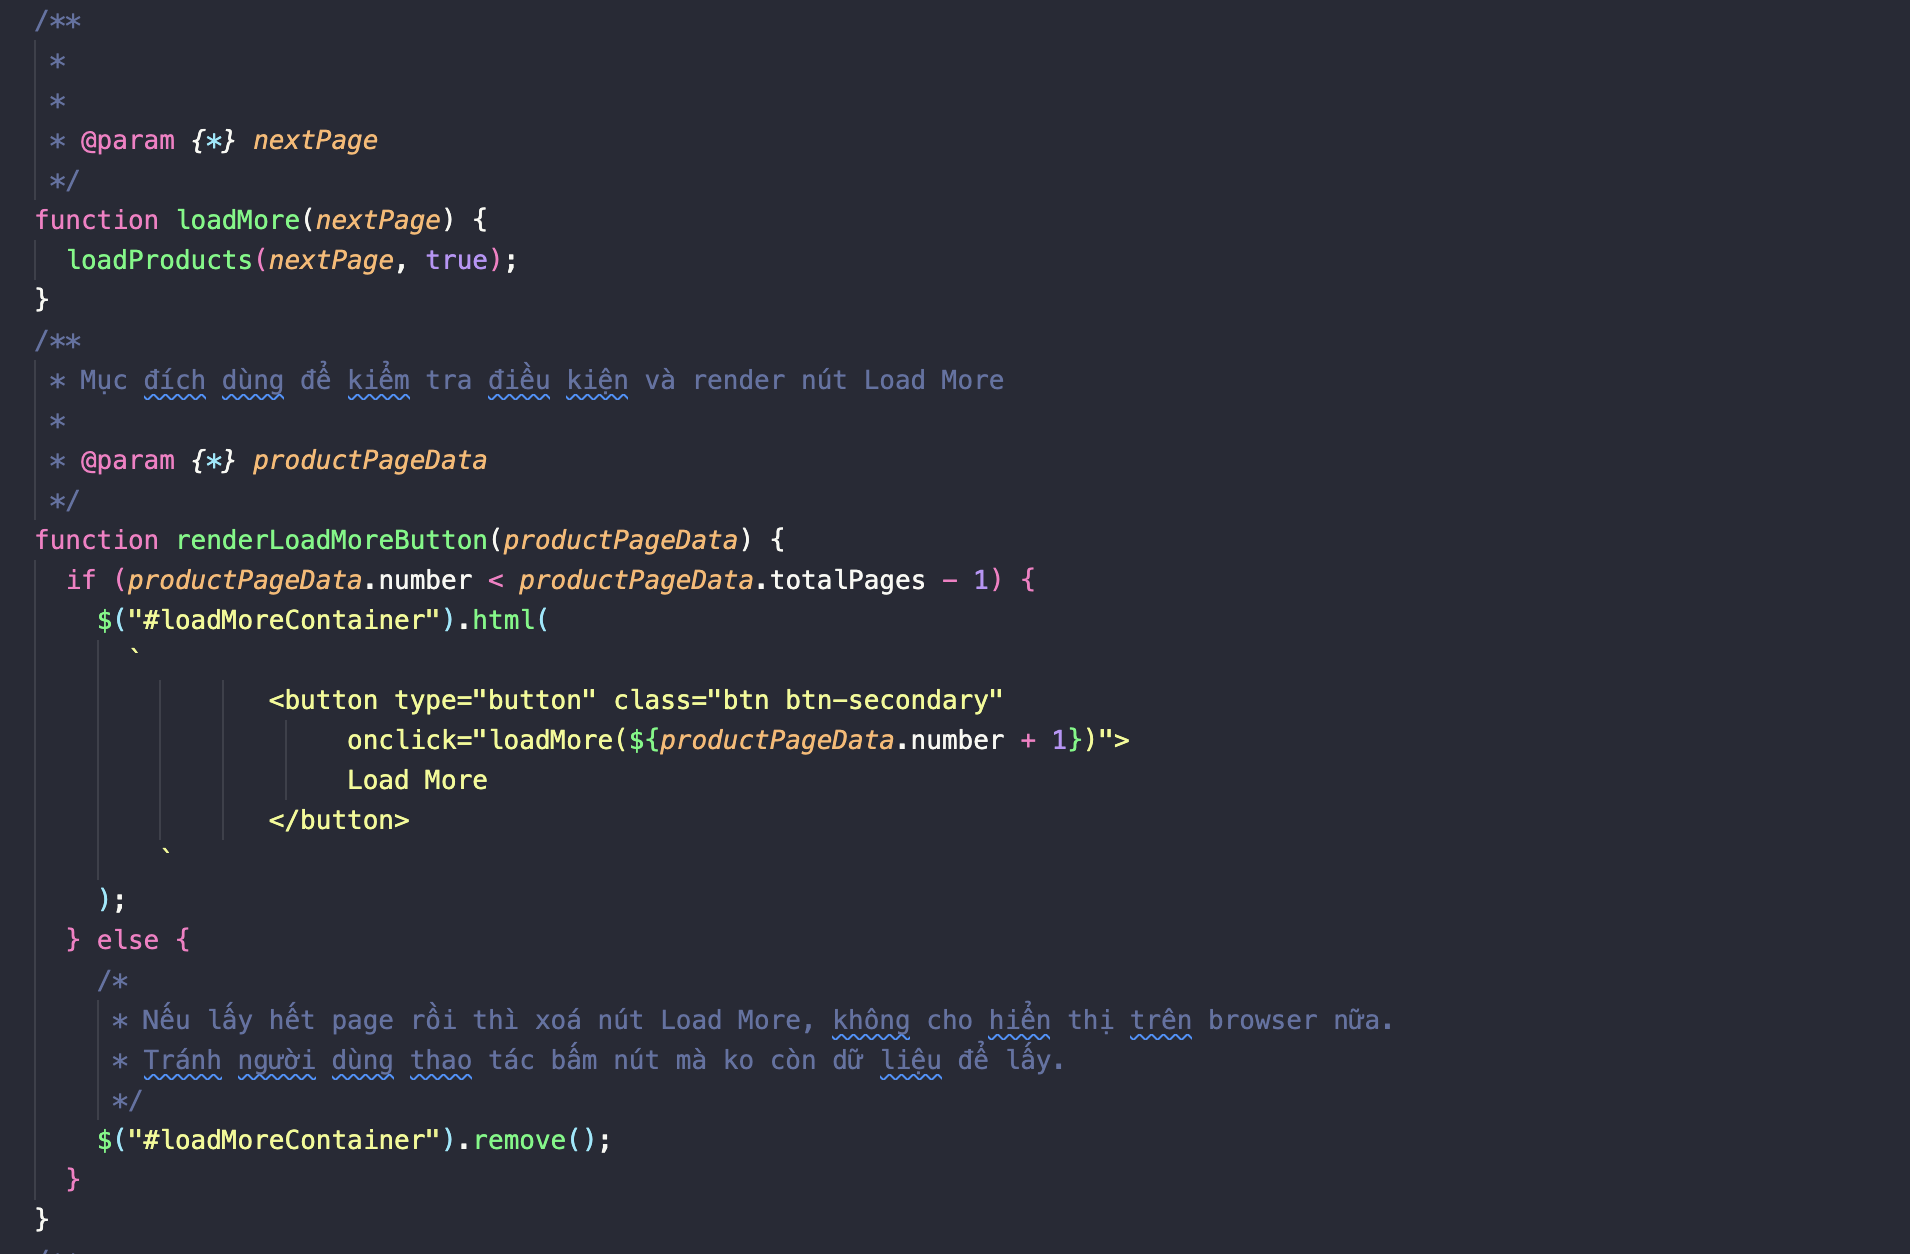 /**
*
*
* @param {*} nextPage
*/
function loadMore(nextPage) {
loadProducts(nextPage, true);
}
/**
* Mục đích dùng để kiểm tra điều kiện và render nút Load More
*
* @param {*} productPageData
*/
function renderLoadMoreButton(productPageData) {
if (productPageData.number < productPageData.totalPages - 1) {
$("#loadMoreContainer").html(
`
<button type="button" class="btn btn-secondary"
onclick="loadMore(${productPageData.number + 1})">
Load More
</button>
`
);
} else {
/*
* Nếu lấy hết page rồi thì xoá nút Load More, không cho hiển thị trên browser nữa.
* Tránh người dùng thao tác bấm nút mà ko còn dữ liệu để lấy.
*/
$("#loadMoreContainer").remove();
}
}